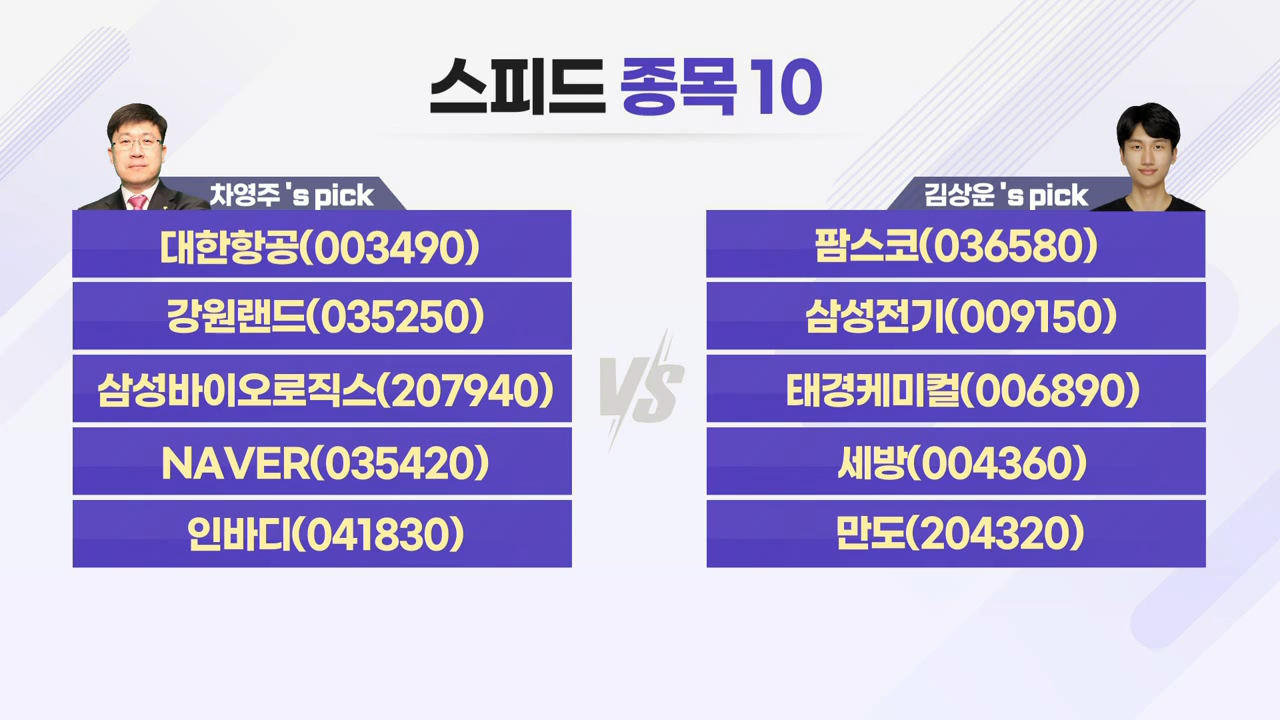 스피드 종목 10
차영주 's pick
대한항공(003490)
강원랜드(035250)
삼성바이오로직스(207940)
NAVER(035420)
인바디(041830)
VS
김상운 's pick
팜스코(036580)
삼성전기(009150)
태경케미컬(006890)
세방(004360)
만도(204320)